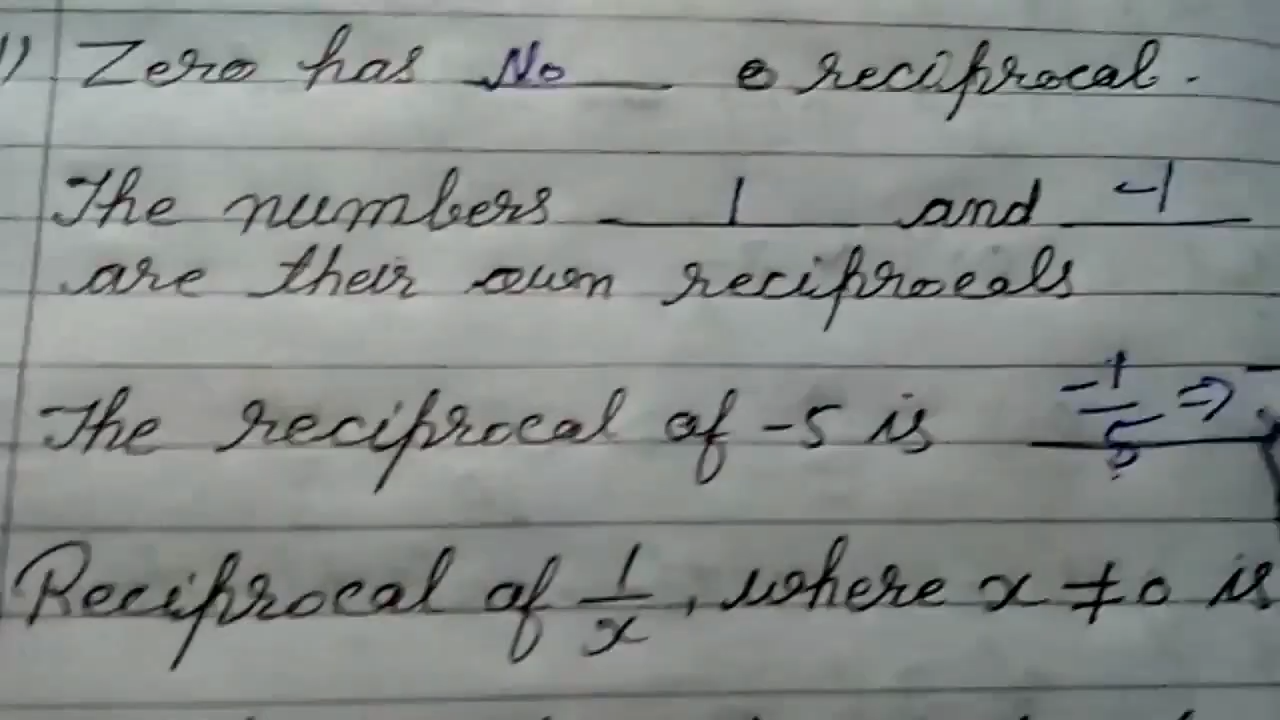 1) Zero has No reciprocal.
The numbers 1 and -1
are their own reciprocals
The reciprocal of -5 is -1/5 ⇒
Reciprocal of 1/x, where x ≠ 0 is